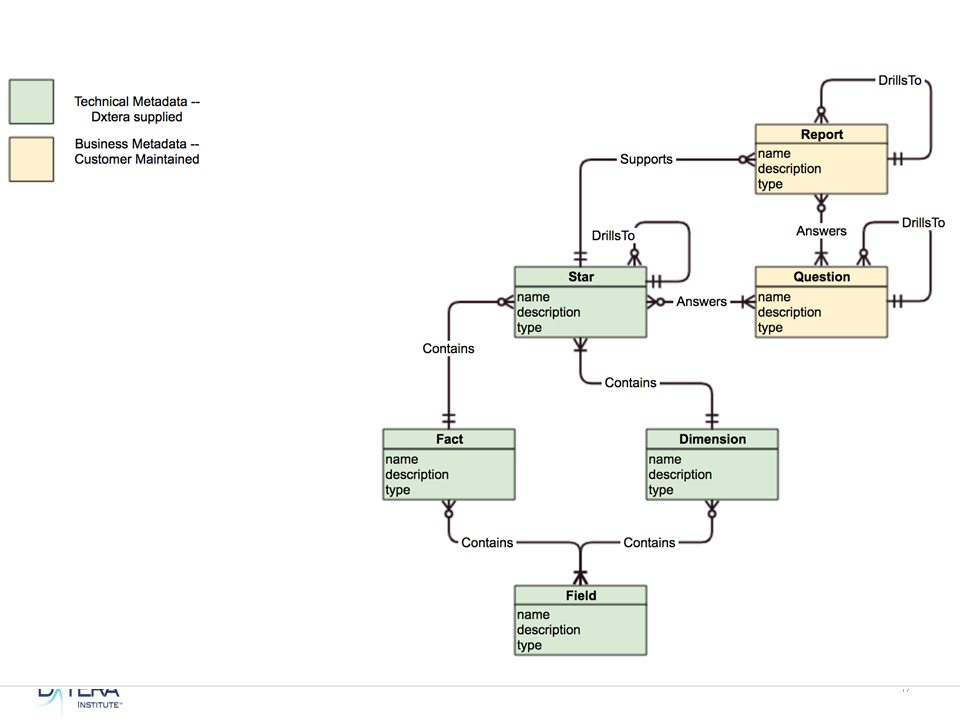 Technical Metadata --
Dxtera supplied
Business Metadata --
Customer Maintained
DrillsTo
Report
name
description
type
Supports
Answers
DrillsTo
DrillsTo
Star
name
description
type
Answers
Question
name
description
type
Contains
Contains
Fact
name
description
type
Dimension
name
description
type
Contains
Contains
Field
name
description
type
INSTITUTE